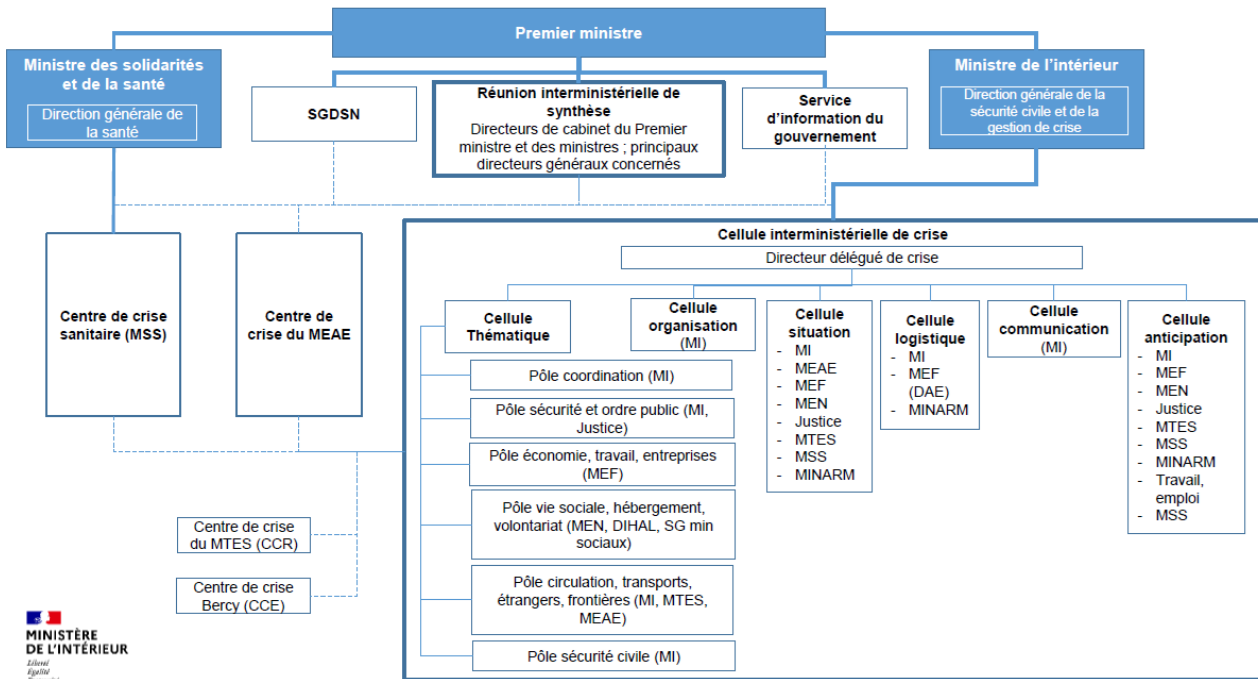 Premier ministre
Ministre des solidarités
et de la santé
Direction générale de
la santé
SGDSN
Réunion interministérielle de
synthèse
Directeurs de cabinet du Premier
ministre et des ministres ; principaux
directeurs généraux concernés
Service
d'information du
gouvernement
Ministre de l'intérieur
Direction générale de la
sécurité civile et de la
gestion de crise
Centre de crise
sanitaire (MSS)
Centre de
crise du MEAE
Centre de crise
du MTES (CCR)
Centre de crise
Bercy (CCE)
Cellule interministérielle de crise
Directeur délégué de crise
Cellule
Thématique
Pôle coordination (MI)
Pôle sécurité et ordre public (MI,
Justice)
Pôle économie, travail, entreprises
(MEF)
Pôle vie sociale, hébergement,
volontariat (MEN, DIHAL, SG min
sociaux)
Pôle circulation, transports,
étrangers, frontières (MI, MTES,
MEAE)
Pôle sécurité civile (MI)
Cellule
organisation
(MI)
Cellule
situation
- MI
- MEAE
- MEF
- MEN
- Justice
- MTES
- MSS
- MINARM
Cellule
logistique
- MI
- MEF
(DAE)
- MINARM
Cellule
communication
(MI)
Cellule
anticipation
- MI
- MEF
- MEN
- Justice
- MTES
- MSS
- MINARM
- Travail,
emploi
- MSS
MINISTÈRE
DE L'INTÉRIEUR
Liberté
Égalité